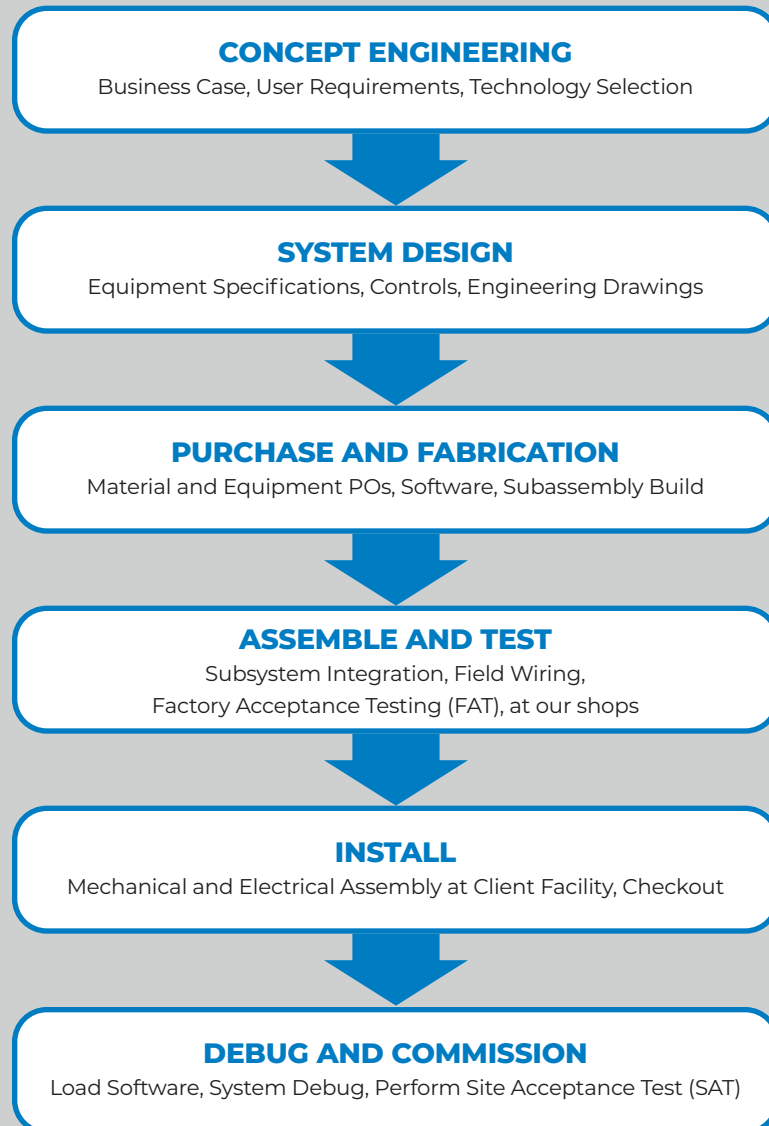 CONCEPT ENGINEERING
Business Case, User Requirements, Technology Selection
SYSTEM DESIGN
Equipment Specifications, Controls, Engineering Drawings
PURCHASE AND FABRICATION
Material and Equipment POs, Software, Subassembly Build
ASSEMBLE AND TEST
Subsystem Integration, Field Wiring,
Factory Acceptance Testing (FAT), at our shops
INSTALL
Mechanical and Electrical Assembly at Client Facility, Checkout
DEBUG AND COMMISSION
Load Software, System Debug, Perform Site Acceptance Test (SAT)